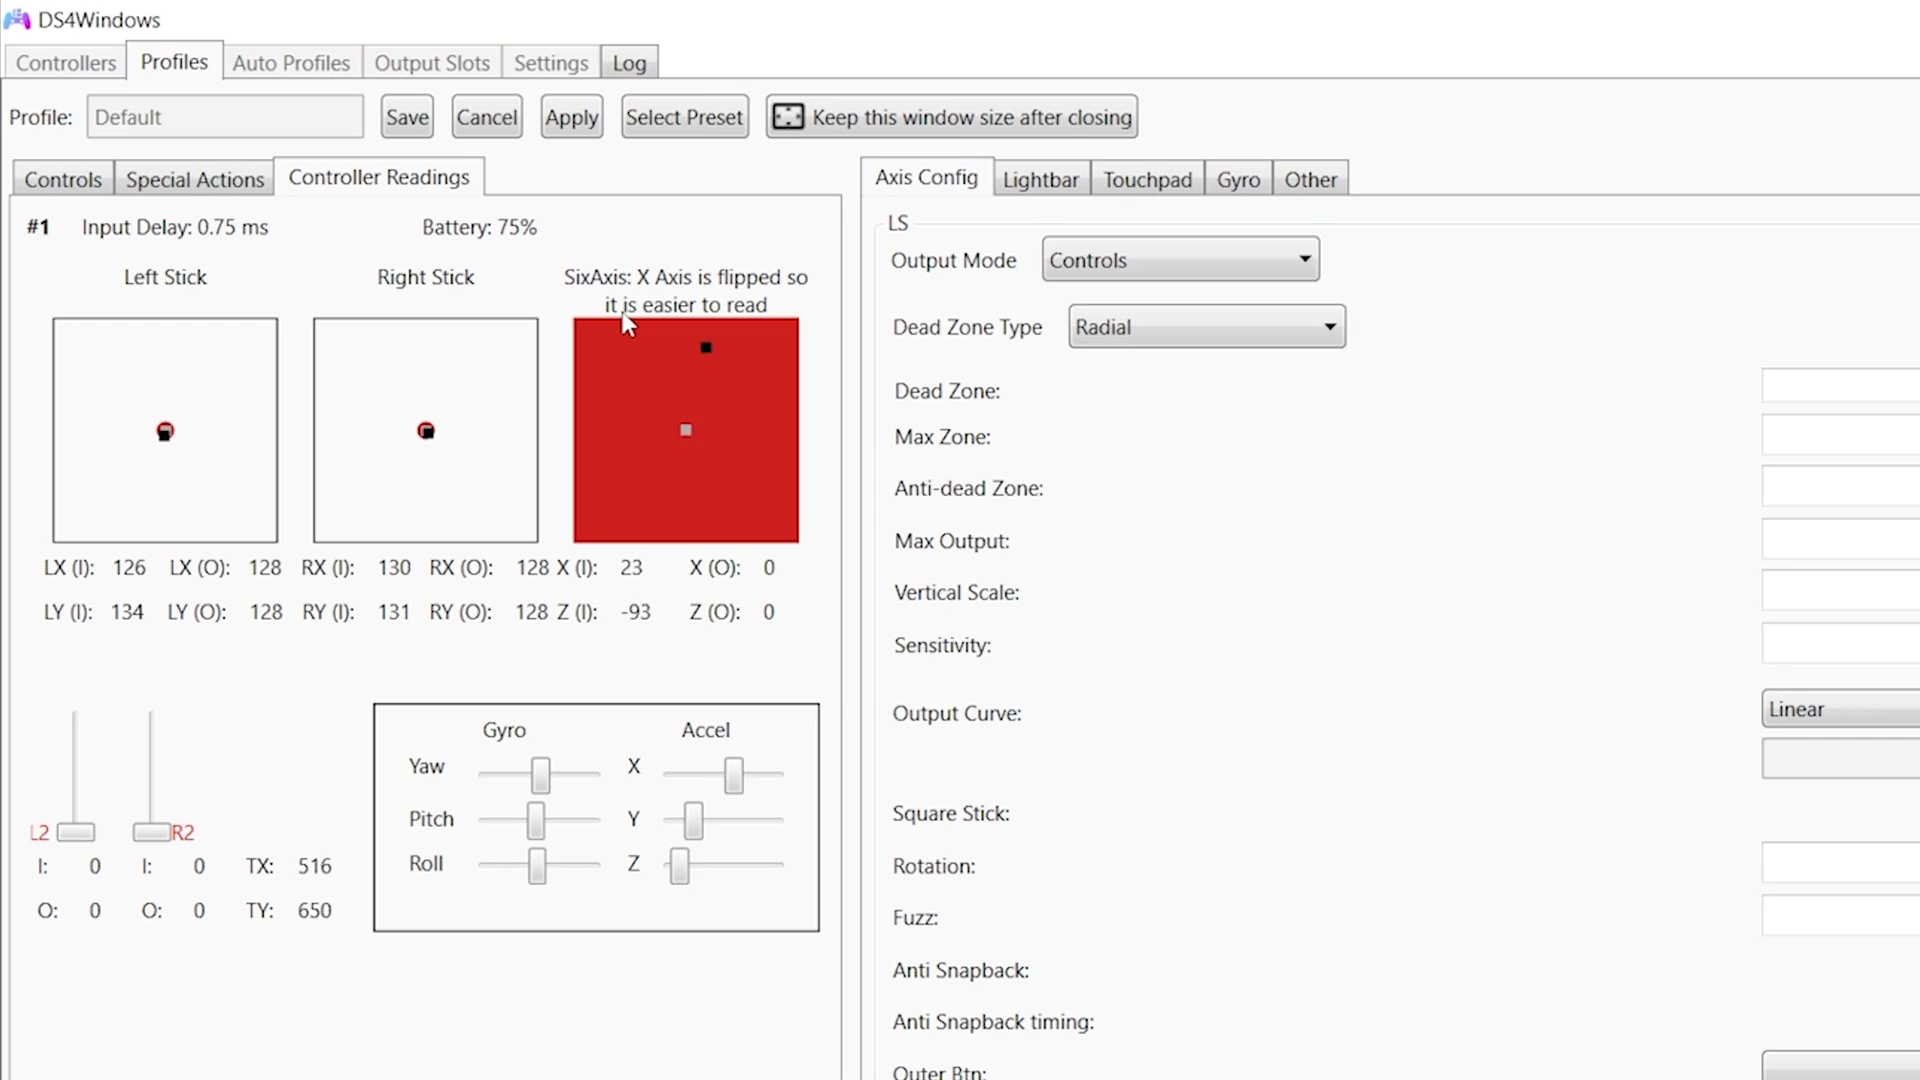 DS4Windows
Controllers Profiles Auto Profiles Output Slots Settings Log
Profile: Default Save Cancel Apply Select Preset Keep this window size after closing
Controls Special Actions Controller Readings
#1 Input Delay: 0.75 ms Battery: 75%
Left Stick Right Stick SixAxis: X Axis is flipped so
it is easier to read
LX (I): 126 LX (O): 128 RX (I): 130 RX (O): 128 X (I): 23 X (O): 0
LY (I): 134 LY (O): 128 RY (I): 131 RY (O): 128 Z (I): -93 Z (O): 0
Gyro Accel
Yaw X
Pitch Y
L2 R2
Roll Z
I: 0 I: 0 TX: 516
O: 0 O: 0 TY: 650
Axis Config Lightbar Touchpad Gyro Other
LS
Output Mode Controls
Dead Zone Type Radial
Dead Zone:
Max Zone:
Anti-dead Zone:
Max Output:
Vertical Scale:
Sensitivity:
Output Curve: Linear
Square Stick:
Rotation:
Fuzz:
Anti Snapback:
Anti Snapback timing:
Outer Btn: